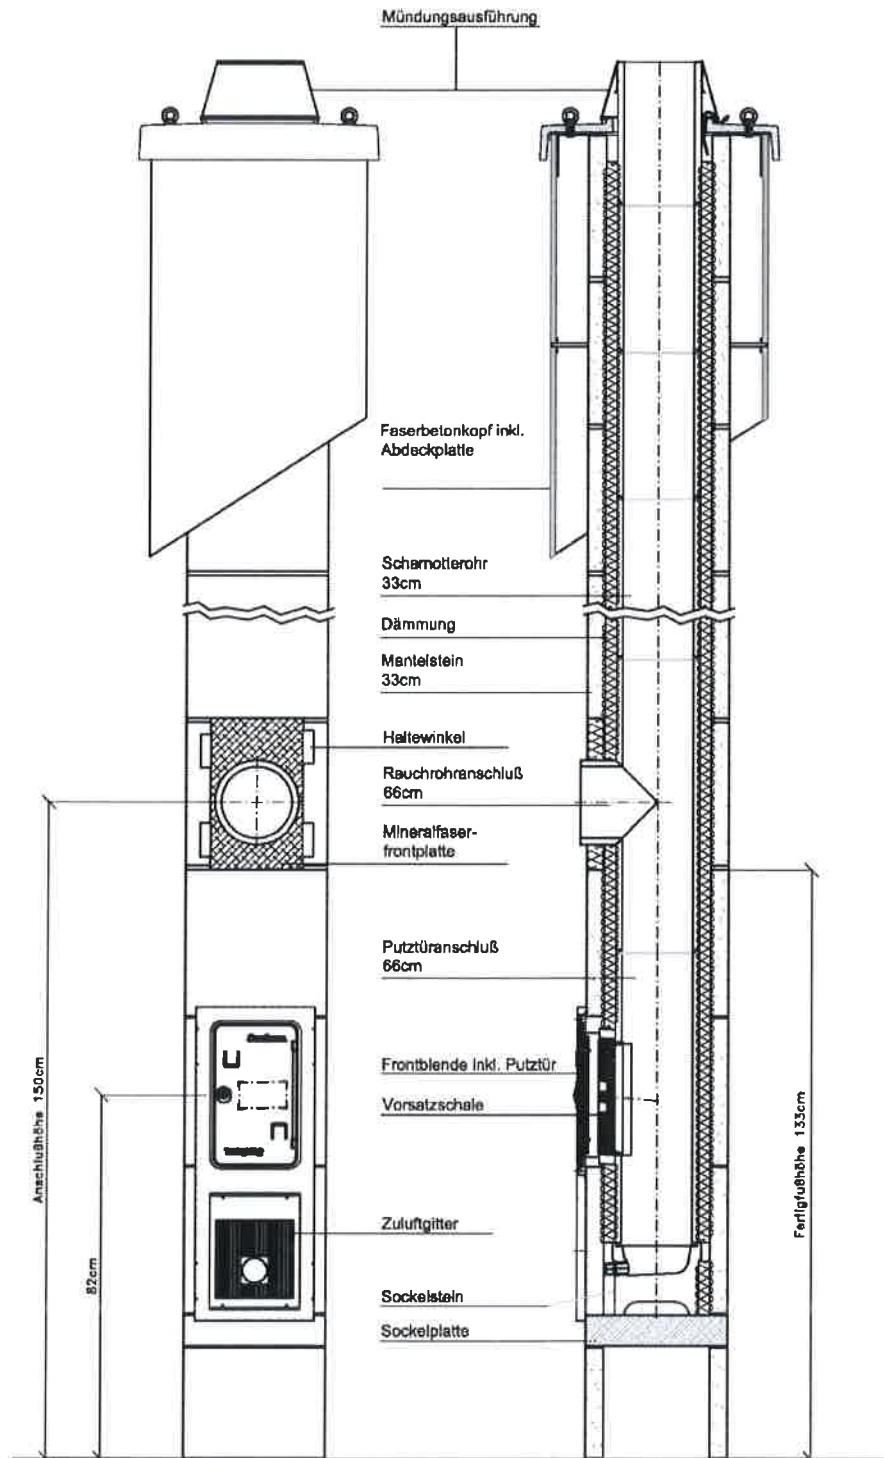 Mündungsausführung
Faserbetonkopf inkl.
Abdeckplatte
Schamotterohr
33cm
Dämmung
Mantelstein
33cm
Haltewinkel
Rauchrohranschluß
66cm
Mineralfaser-
frontplatte
Putztüranschluß
66cm
Frontblende inkl. Putztür
Vorsatzschale
Zuluftgitter
Sockelstein
Sockelplatte
Anschlußhöhe 150cm
82cm
Fertigfußhöhe 133cm